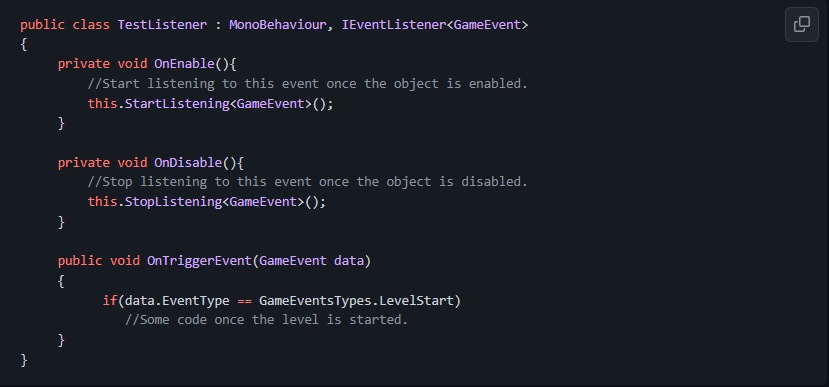 public class TestListener : MonoBehaviour, IEventListener<GameEvent>
{
private void OnEnable(){
//Start listening to this event once the object is enabled.
this.StartListening<GameEvent>();
}
private void OnDisable(){
//Stop listening to this event once the object is disabled.
this.StopListening<GameEvent>();
}
public void OnTriggerEvent(GameEvent data)
{
if(data.EventType == GameEventsTypes.LevelStart)
//Some code once the level is started.
}
}